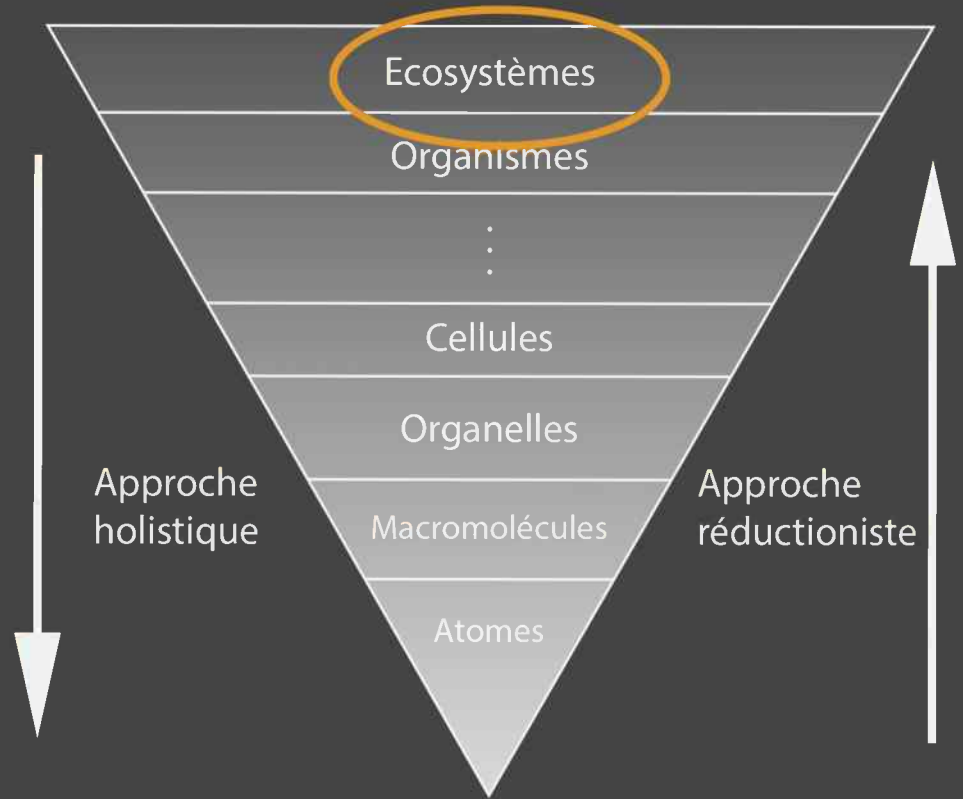 Ecosystèmes
Organismes
⋮
Cellules
Organelles
Macromolécules
Atomes
Approche
holistique
Approche
réductioniste